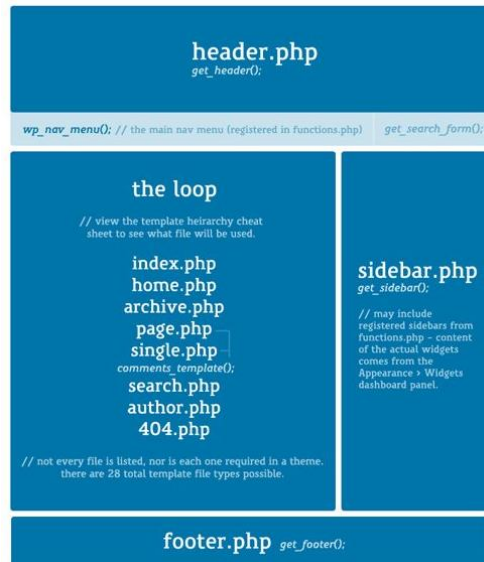 header.php
get_header();
wp_nav_menu(); // the main nav menu (registered in functions.php)
get_search_form();
the loop
// view the template heirarchy cheat
sheet to see what file will be used.
index.php
home.php
archive.php
page.php
single.php
comments_template();
search.php
author.php
404.php
// not every file is listed, nor is each one required in a theme.
there are 28 total template file types possible.
sidebar.php
get_sidebar();
// may include
registered sidebars from
functions.php - content
of the actual widgets
comes from the
Appearance > Widgets
dashboard panel.
footer.php get_footer();